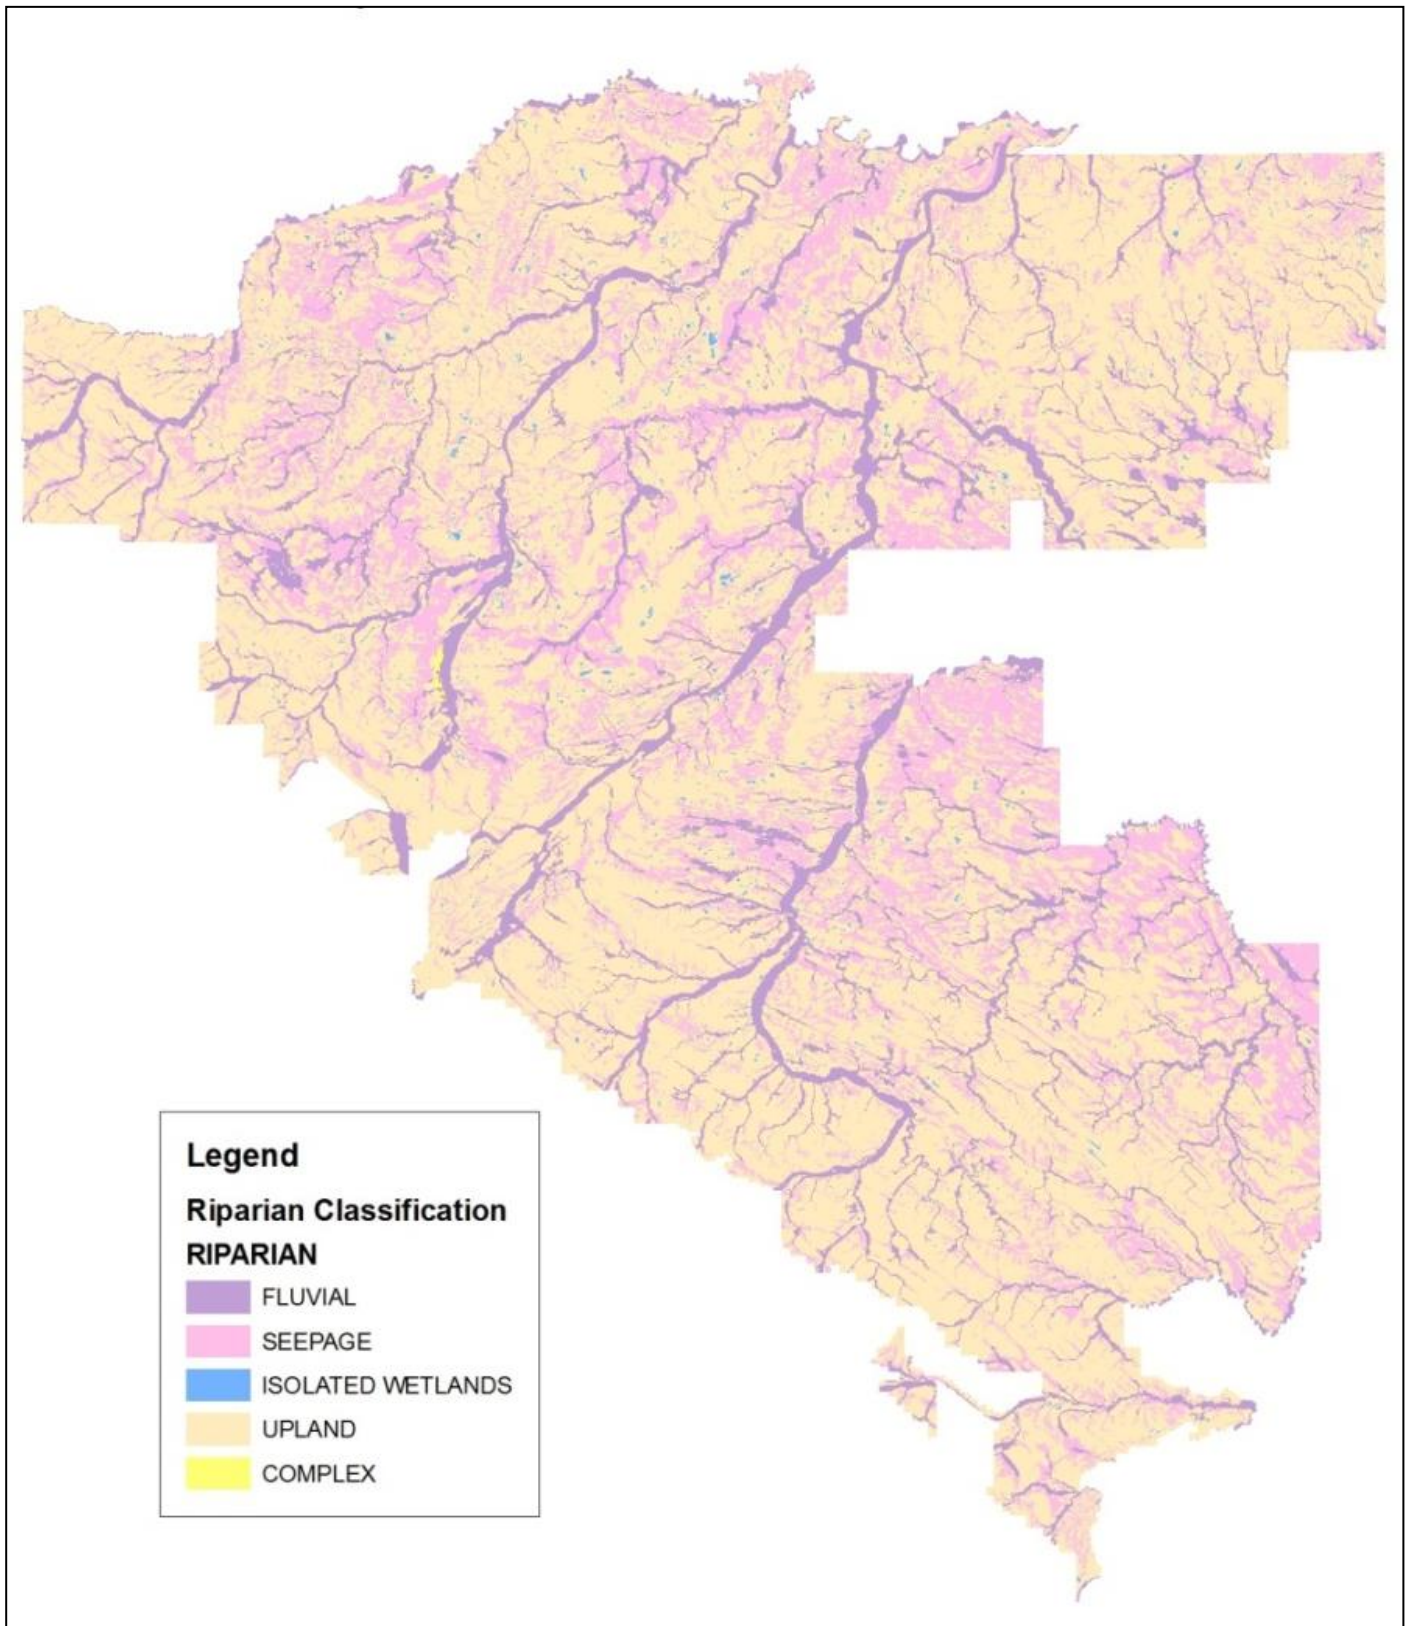 Legend
Riparian Classification
RIPARIAN
FLUVIAL
SEEPAGE
ISOLATED WETLANDS
UPLAND
COMPLEX